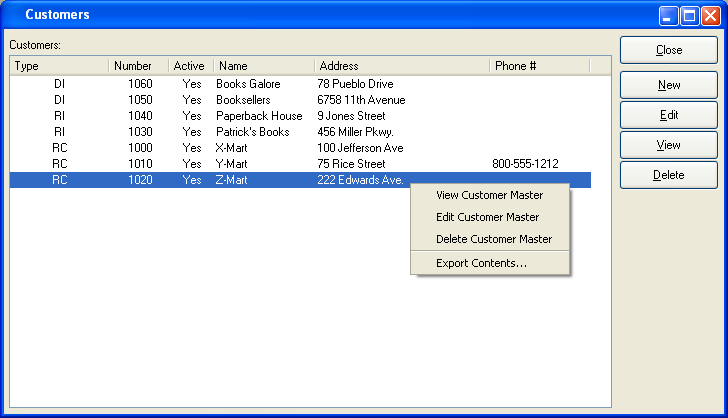 Customers
Customers:
Type Number Active Name Address Phone #
DI 1060 Yes Books Galore 78 Pueblo Drive
DI 1050 Yes Booksellers 6758 11th Avenue
RI 1040 Yes Paperback House 9 Jones Street
RI 1030 Yes Patrick's Books 456 Miller Pkwy.
RC 1000 Yes X-Mart 100 Jefferson Ave
RC 1010 Yes Y-Mart 75 Rice Street 800-555-1212
RC 1020 Yes Z-Mart 222 Edwards Ave.
View Customer Master
Edit Customer Master
Delete Customer Master
Export Contents...
Close
New
Edit
View
Delete